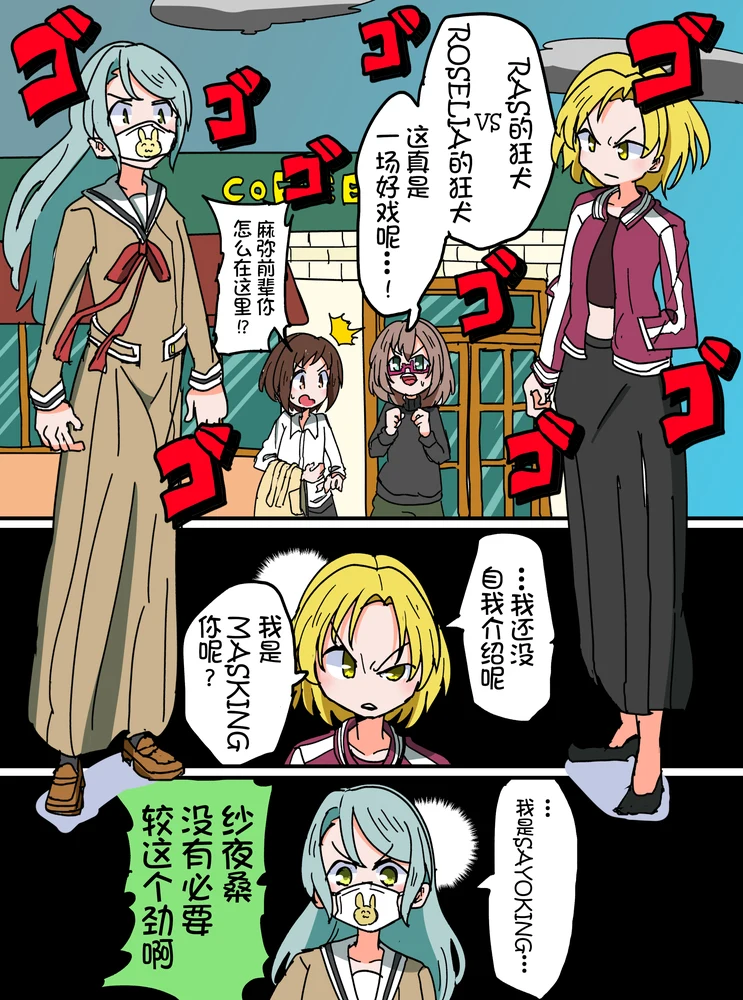 RAS的狂犬
VS
ROSELIA的狂犬
这真是
一场好戏呢…!
麻弥前辈你
怎么在这里!?
ゴ
ゴ
ゴ
ゴ
ゴ
ゴ
ゴ
ゴ
ゴ
…我还没
自我介绍呢
我是
MASKING
你呢?
…
我是SAYOKING…
纱夜桑
没有必要
较这个劲啊